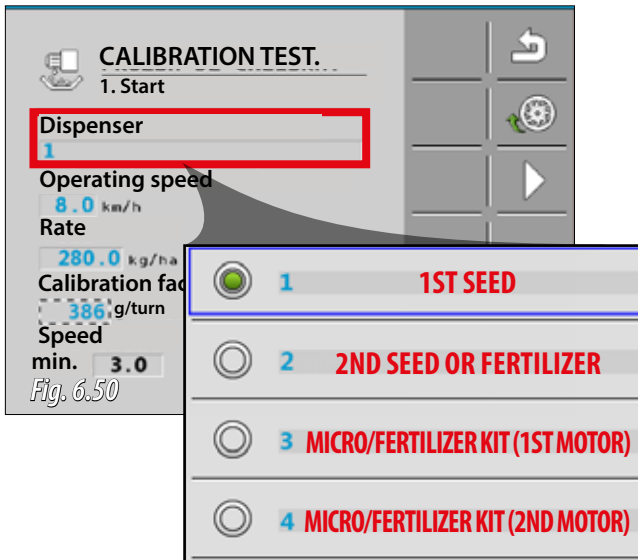 CALIBRATION TEST.
1. Start
Dispenser
1
Operating speed
8.0 km/h
Rate
280.0 kg/ha
Calibration fac
386 g/turn
Speed
min. 3.0
Fig. 6.50
1 1ST SEED
2 2ND SEED OR FERTILIZER
3 MICRO/FERTILIZER KIT (1ST MOTOR)
4 MICRO/FERTILIZER KIT (2ND MOTOR)